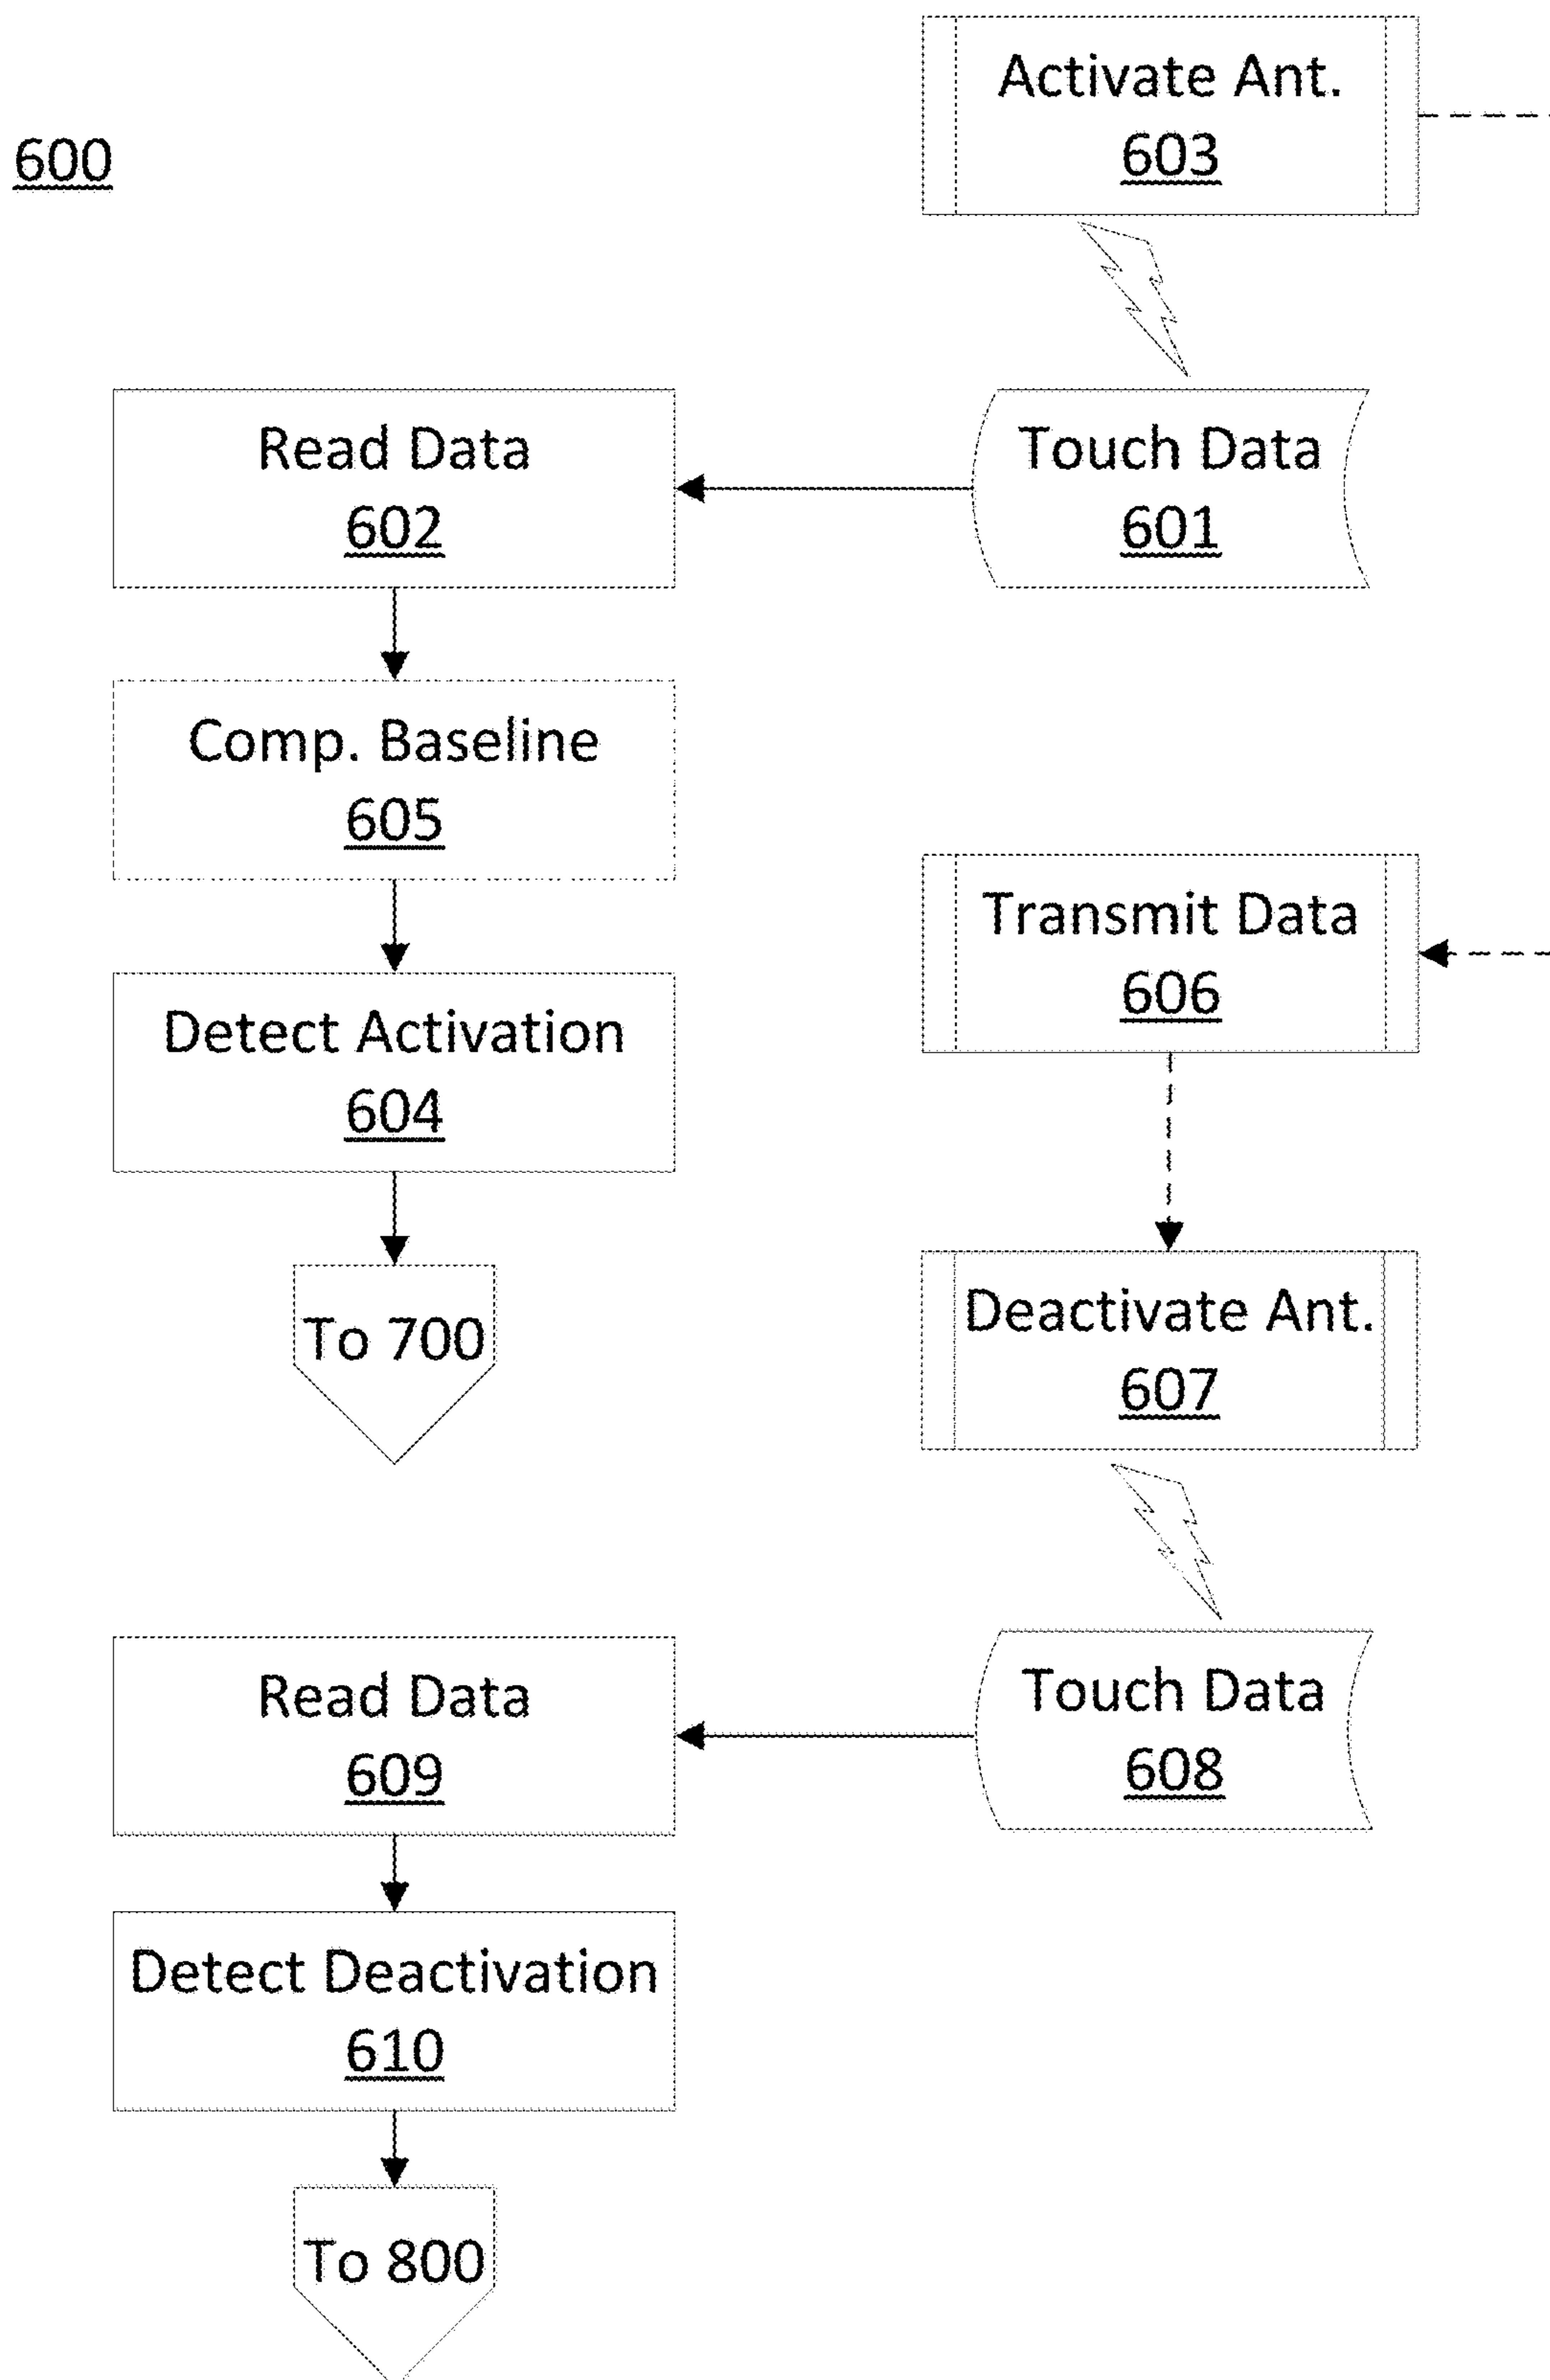 Activate Ant.
603
600
Read Data
602
Touch Data
601
Comp. Baseline
605
Transmit Data
606
Detect Activation
604
Deactivate Ant.
607
To 700
Read Data
609
Touch Data
608
Detect Deactivation
610
To 800